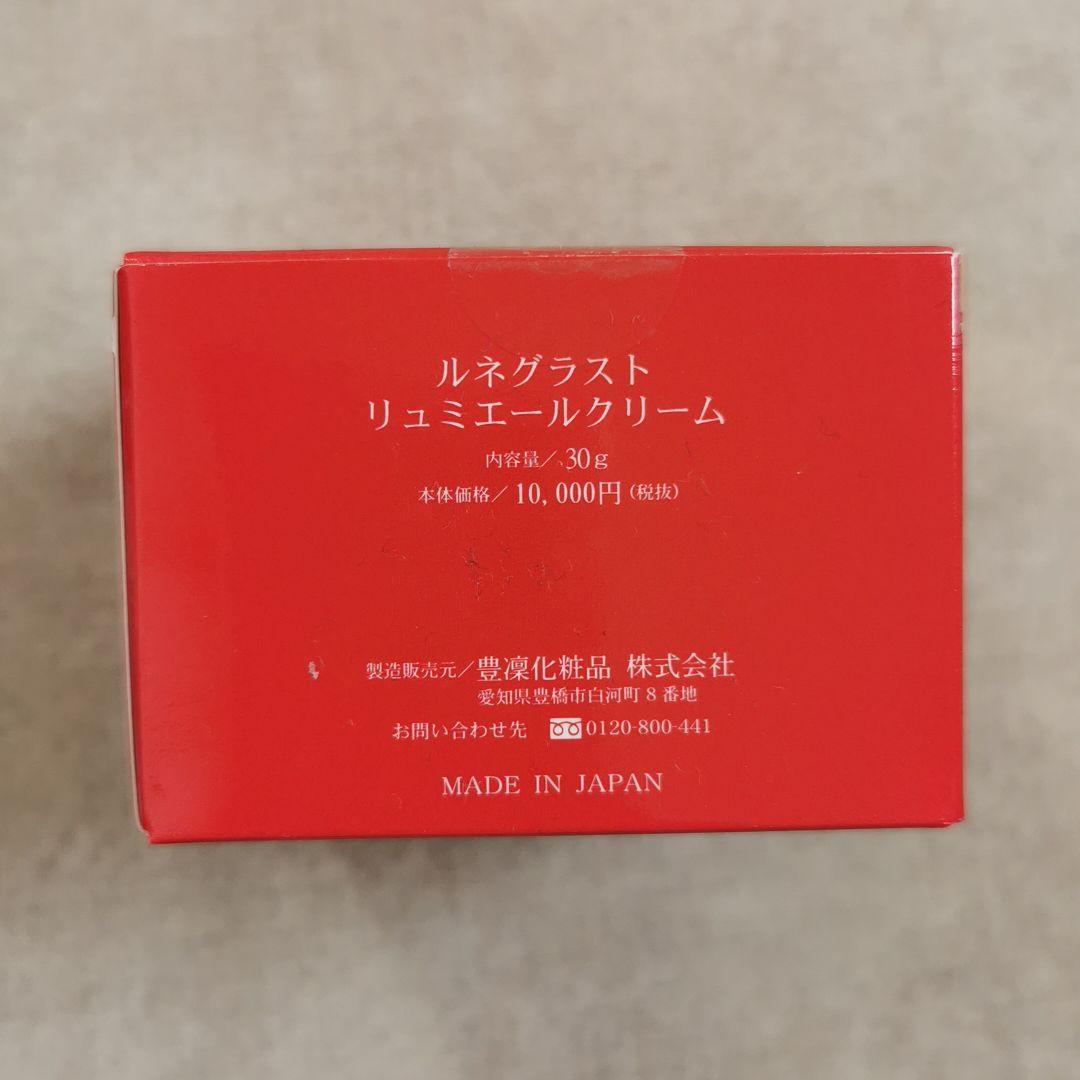 ルネグラスト
リュミエールクリーム
内容量／30g
本体価格／10,000円(税抜)
製造販売元／豊凜化粧品 株式会社
愛知県豊橋市白河町8番地
お問い合わせ先 0120-800-441
MADE IN JAPAN